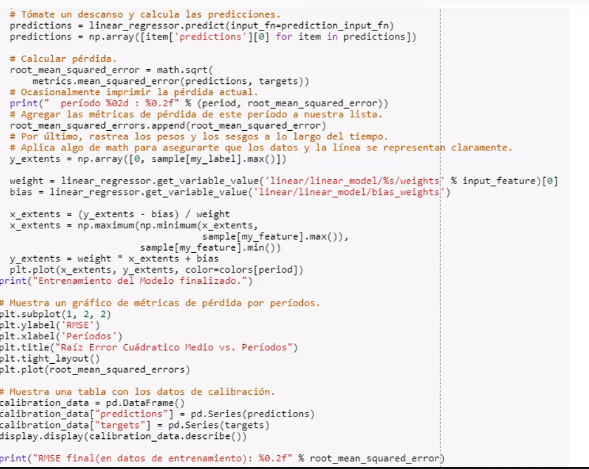 # Tómate un descanso y calcula las predicciones.
predictions = linear_regressor.predict(input_fn=prediction_input_fn)
predictions = np.array([item['predictions'][0] for item in predictions])

# Calcular pérdida.
root_mean_squared_error = math.sqrt(
metrics.mean_squared_error(predictions, targets))
# Ocasionalmente imprimir la pérdida actual.
print("  período %02d : %0.2f" % (period, root_mean_squared_error))
# Agregar las métricas de pérdida de este período a nuestra lista.
root_mean_squared_errors.append(root_mean_squared_error)
# Por último, rastrea los pesos y los sesgos a lo largo del tiempo.
# Aplica algo de math para asegurarte que los datos y la línea se representan claramente.
y_extents = np.array([0, sample[my_label].max()])

weight = linear_regressor.get_variable_value('linear/linear_model/%s/weights' % input_feature)[0]
bias = linear_regressor.get_variable_value('linear/linear_model/bias_weights')

x_extents = (y_extents - bias) / weight
x_extents = np.maximum(np.minimum(x_extents,
sample[my_feature].max()),
sample[my_feature].min())
y_extents = weight * x_extents + bias
plt.plot(x_extents, y_extents, color=colors[period])
print("Entrenamiento del Modelo finalizado.")

# Muestra un gráfico de métricas de pérdida por períodos.
plt.subplot(1, 2, 2)
plt.ylabel('RMSE')
plt.xlabel('Períodos')
plt.title("Raíz Error Cuádratico Medio vs. Períodos")
plt.tight_layout()
plt.plot(root_mean_squared_errors)

# Muestra una tabla con los datos de calibración.
calibration_data = pd.DataFrame()
calibration_data["predictions"] = pd.Series(predictions)
calibration_data["targets"] = pd.Series(targets)
display.display(calibration_data.describe())

print("RMSE final(en datos de entrenamiento): %0.2f" % root_mean_squared_error)